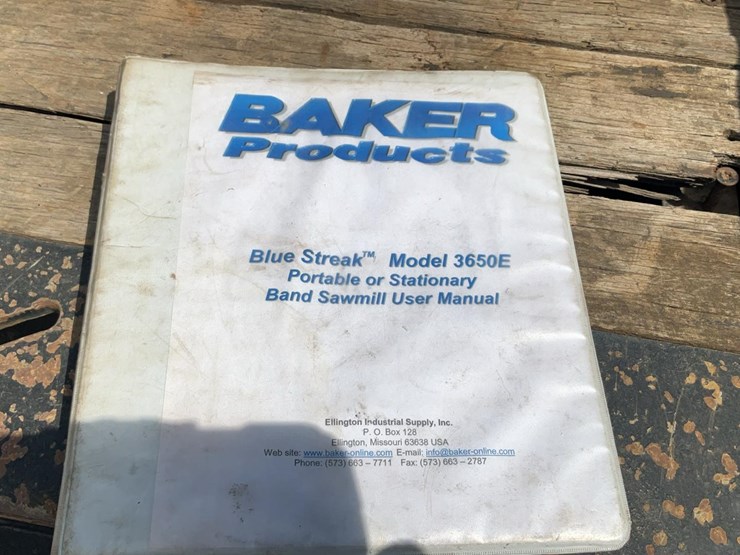 BAKER
Products
Blue Streak™ Model 3650E
Portable or Stationary
Band Sawmill User Manual
Ellington Industrial Supply, Inc.
P. O. Box 128
Ellington, Missouri 63638 USA
Web site: www.baker-online.com E-mail: info@baker-online.com
Phone: (573) 663 – 7711 Fax: (573) 663 – 2787